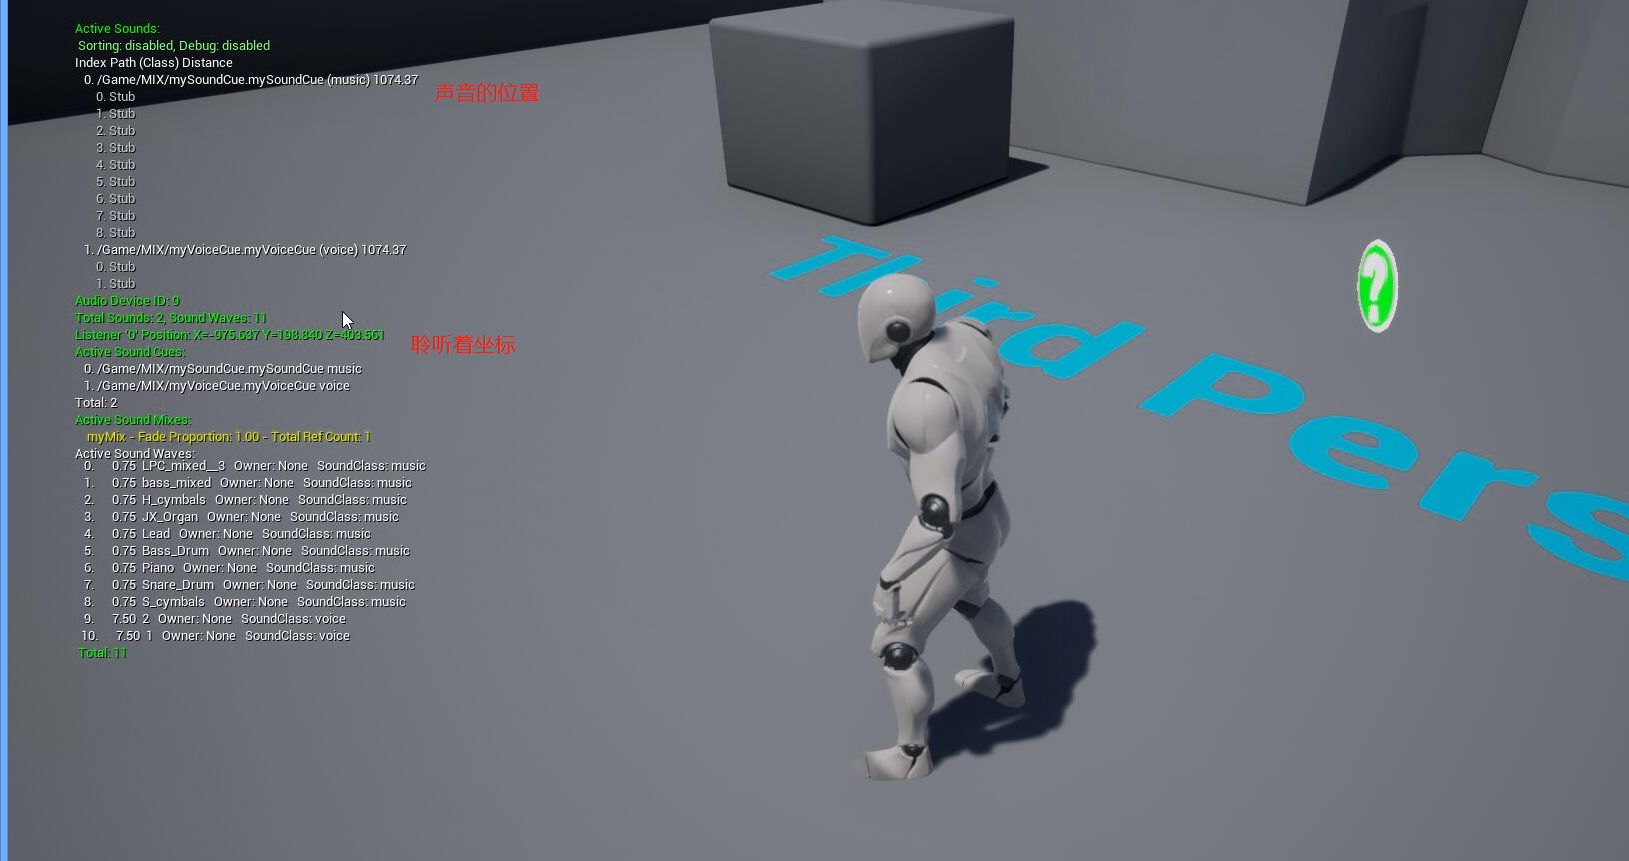 Active Sounds:
Sorting: disabled, Debug: disabled
Index Path (Class) Distance
0. /Game/MIX/mySoundCue.mySoundCue (music) 1074.37
声音的位置
0. Stub
1. Stub
2. Stub
3. Stub
4. Stub
5. Stub
6. Stub
7. Stub
8. Stub
1. /Game/MIX/myVoiceCue.myVoiceCue (voice) 1074.37
0. Stub
1. Stub
Audio Device ID: 9
Total Sounds: 2, Sound Waves: 11
Listener '0' Position: X=-975.637 Y=198.840 Z=403.561
聆听着坐标
Active Sound Cues:
0. /Game/MIX/mySoundCue.mySoundCue music
1. /Game/MIX/myVoiceCue.myVoiceCue voice
Total: 2
Active Sound Mixes:
myMix - Fade Proportion: 1.00 - Total Ref Count: 1
Active Sound Waves:
0. 0.75 LPC_mixed__3 Owner: None SoundClass: music
1. 0.75 bass_mixed Owner: None SoundClass: music
2. 0.75 H_cymbals Owner: None SoundClass: music
3. 0.75 JX_Organ Owner: None SoundClass: music
4. 0.75 Lead Owner: None SoundClass: music
5. 0.75 Bass_Drum Owner: None SoundClass: music
6. 0.75 Piano Owner: None SoundClass: music
7. 0.75 Snare_Drum Owner: None SoundClass: music
8. 0.75 S_cymbals Owner: None SoundClass: music
9. 7.50 2 Owner: None SoundClass: voice
10. 7.50 1 Owner: None SoundClass: voice
Total: 11
Third Pers
?